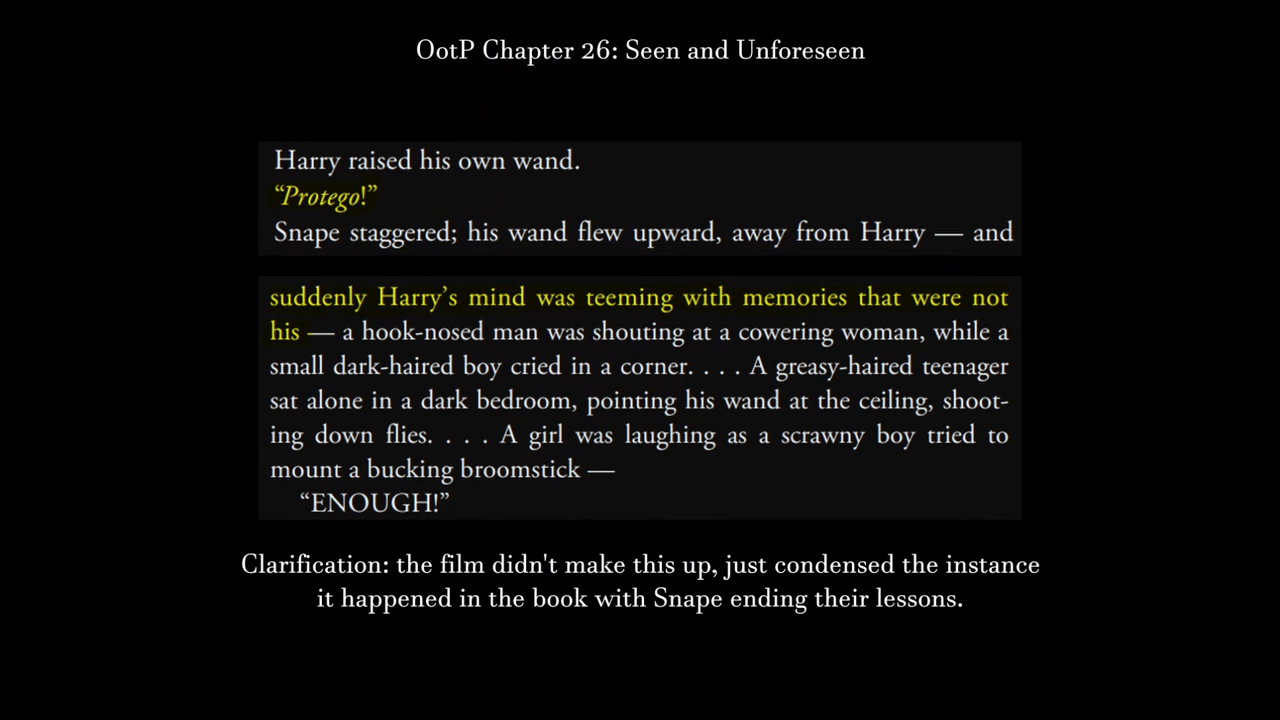 OotP Chapter 26: Seen and Unforeseen
Harry raised his own wand.
“Protego!”
Snape staggered; his wand flew upward, away from Harry — and
suddenly Harry’s mind was teeming with memories that were not
his — a hook-nosed man was shouting at a cowering woman, while a
small dark-haired boy cried in a corner. . . . A greasy-haired teenager
sat alone in a dark bedroom, pointing his wand at the ceiling, shoot-
ing down flies. . . . A girl was laughing as a scrawny boy tried to
mount a bucking broomstick —
“ENOUGH!”
Clarification: the film didn't make this up, just condensed the instance
it happened in the book with Snape ending their lessons.